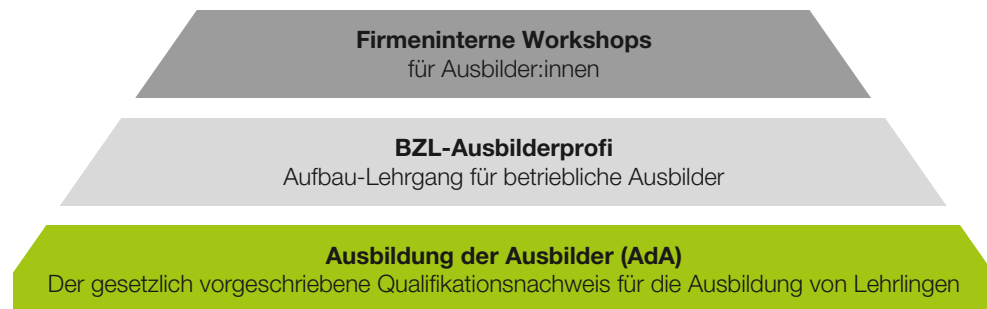 Firmeninterne Workshops
für Ausbilder:innen
BZL-Ausbilderprofi
Aufbau-Lehrgang für betriebliche Ausbilder
Ausbildung der Ausbilder (AdA)
Der gesetzlich vorgeschriebene Qualifikationsnachweis für die Ausbildung von Lehrlingen